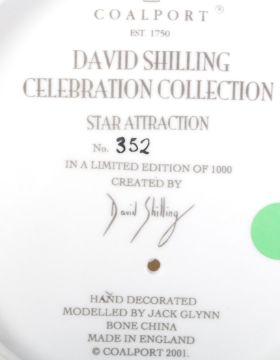 COALPORT®
EST 1750
DAVID SHILLING
CELEBRATION COLLECTION
STAR ATTRACTION
No. 352
IN A LIMITED EDITION OF 1000
CREATED BY
David Shilling
HAND DECORATED
MODELLED BY JACK GLYNN
BONE CHINA
MADE IN ENGLAND
© COALPORT 2001.